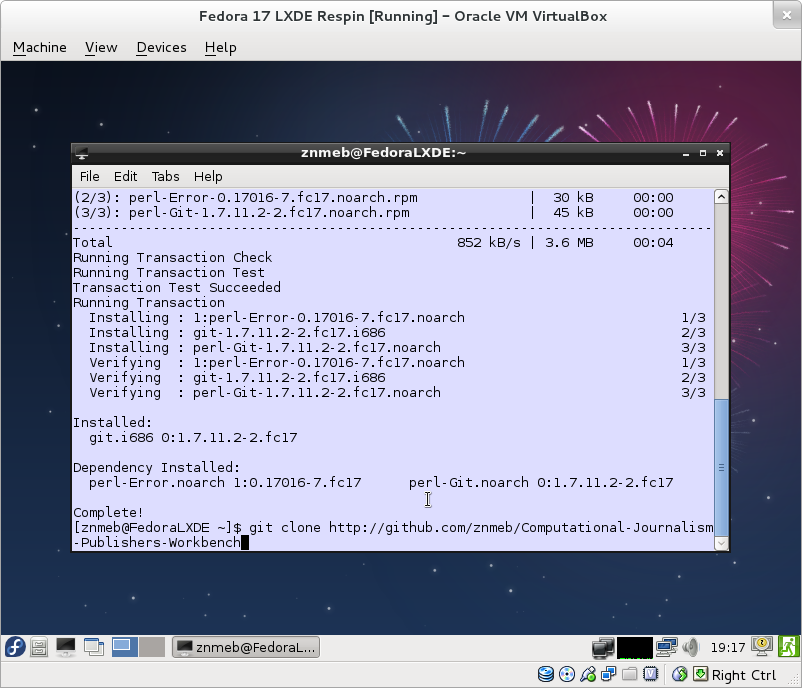 Fedora 17 LXDE Respin [Running] – Oracle VM VirtualBox
Machine View Devices Help
znmeb@FedoraLXDE:~
File Edit Tabs Help
(2/3): perl-Error-0.17016-7.fc17.noarch.rpm | 30 kB 00:00
(3/3): perl-Git-1.7.11.2-2.fc17.noarch.rpm | 45 kB 00:00
--------------------------------------------------------------------------------
Total 852 kB/s | 3.6 MB 00:04
Running Transaction Check
Running Transaction Test
Transaction Test Succeeded
Running Transaction
Installing : 1:perl-Error-0.17016-7.fc17.noarch 1/3
Installing : git-1.7.11.2-2.fc17.i686 2/3
Installing : perl-Git-1.7.11.2-2.fc17.noarch 3/3
Verifying : 1:perl-Error-0.17016-7.fc17.noarch 1/3
Verifying : git-1.7.11.2-2.fc17.i686 2/3
Verifying : perl-Git-1.7.11.2-2.fc17.noarch 3/3
Installed:
git.i686 0:1.7.11.2-2.fc17
Dependency Installed:
perl-Error.noarch 1:0.17016-7.fc17 perl-Git.noarch 0:1.7.11.2-2.fc17
Complete!
[znmeb@FedoraLXDE ~]$ git clone http://github.com/znmeb/Computational-Journalism
-Publishers-Workbench
znmeb@FedoraL... 19:17
Right Ctrl